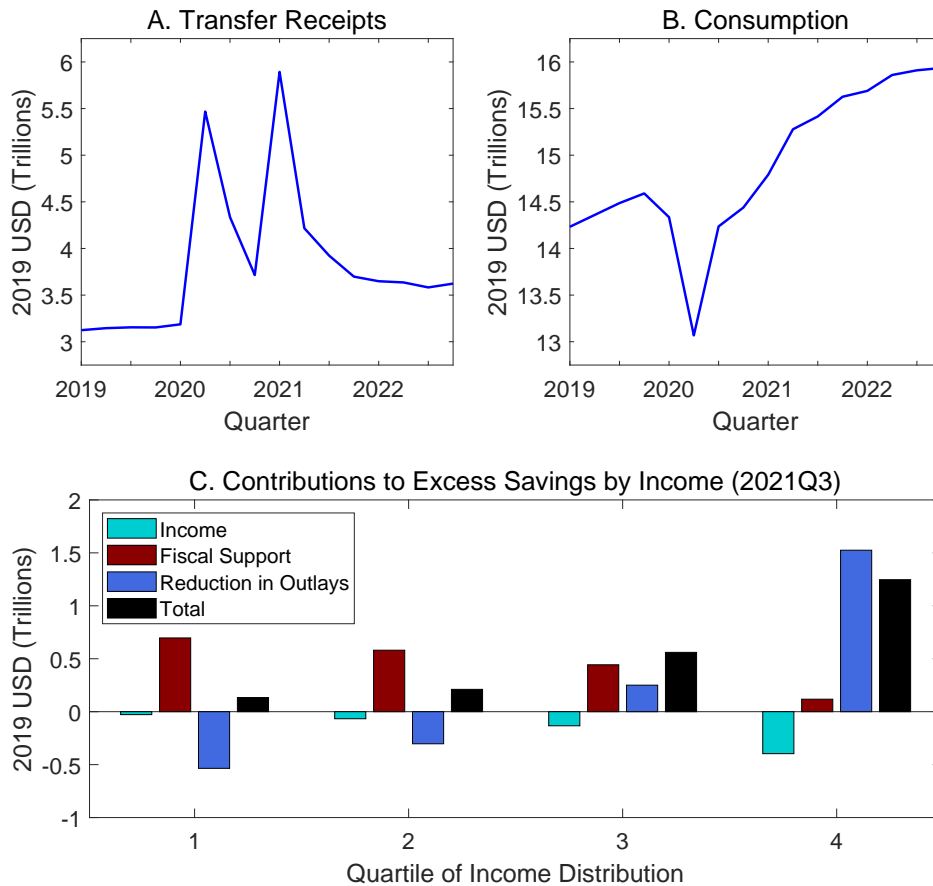 A. Transfer Receipts
2019 USD (Trillions)
6
5.5
5
4.5
4
3.5
3
2019 2020 2021 2022
Quarter
B. Consumption
2019 USD (Trillions)
16
15.5
15
14.5
14
13.5
13
2019 2020 2021 2022
Quarter
C. Contributions to Excess Savings by Income (2021Q3)
2019 USD (Trillions)
2
1.5
1
0.5
0
-0.5
-1
Income
Fiscal Support
Reduction in Outlays
Total
1 2 3 4
Quartile of Income Distribution